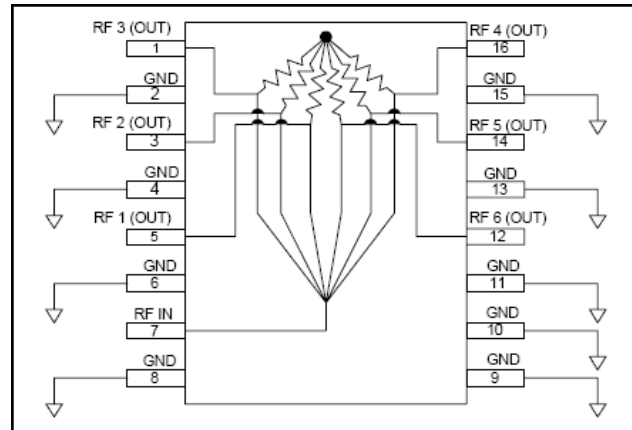 RF 3 (OUT)
1
GND
2
RF 2 (OUT)
3
GND
4
RF 1 (OUT)
5
GND
6
RF IN
7
GND
8
RF 4 (OUT)
16
GND
15
RF 5 (OUT)
14
GND
13
RF 6 (OUT)
12
GND
11
GND
10
GND
9